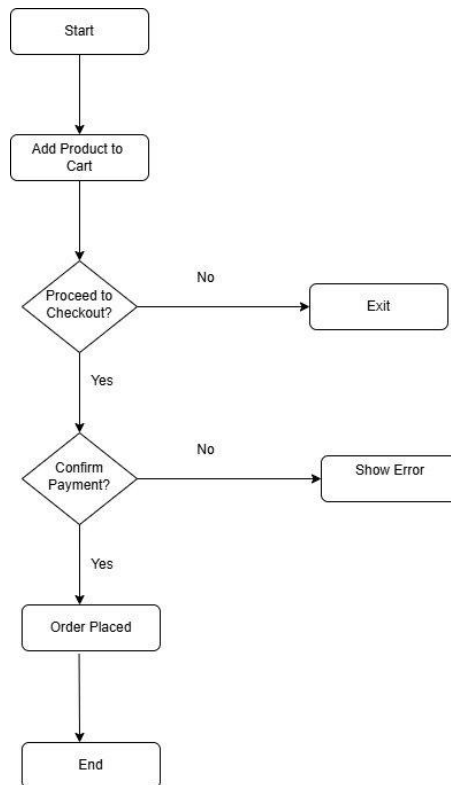 Start
Add Product to
Cart
Proceed to
Checkout?
No
Exit
Yes
Confirm
Payment?
No
Show Error
Yes
Order Placed
End